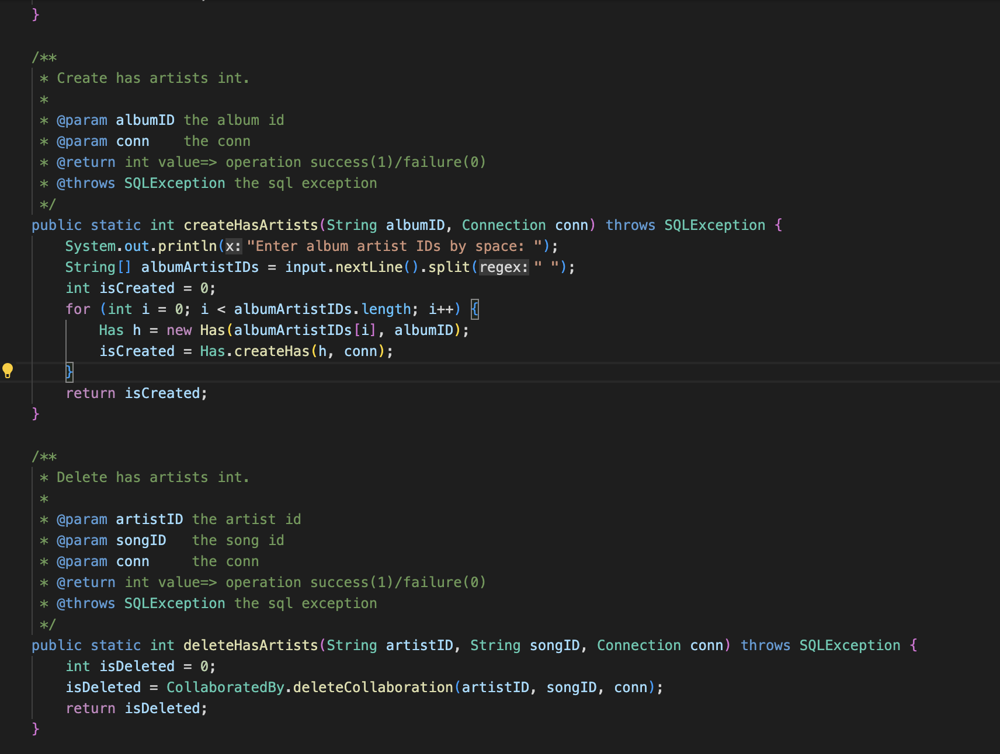 }
/**
* Create has artists int.
*
* @param albumID the album id
* @param conn    the conn
* @return int value=> operation success(1)/failure(0)
* @throws SQLException the sql exception
*/
public static int createHasArtists(String albumID, Connection conn) throws SQLException {
System.out.println(x: "Enter album artist IDs by space: ");
String[] albumArtistIDs = input.nextLine().split(regex: " ");
int isCreated = 0;
for (int i = 0; i < albumArtistIDs.length; i++) {
Has h = new Has(albumArtistIDs[i], albumID);
isCreated = Has.createHas(h, conn);
}
return isCreated;
}
/**
* Delete has artists int.
*
* @param artistID the artist id
* @param songID   the song id
* @param conn     the conn
* @return int value=> operation success(1)/failure(0)
* @throws SQLException the sql exception
*/
public static int deleteHasArtists(String artistID, String songID, Connection conn) throws SQLException {
int isDeleted = 0;
isDeleted = CollaboratedBy.deleteCollaboration(artistID, songID, conn);
return isDeleted;
}